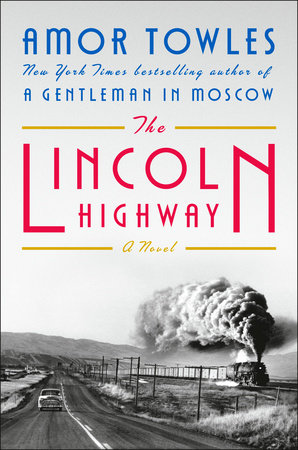 AMOR TOWLES
New York Times bestselling author of
A GENTLEMAN IN MOSCOW
The
LINCOLN
HIGHWAY
A Novel